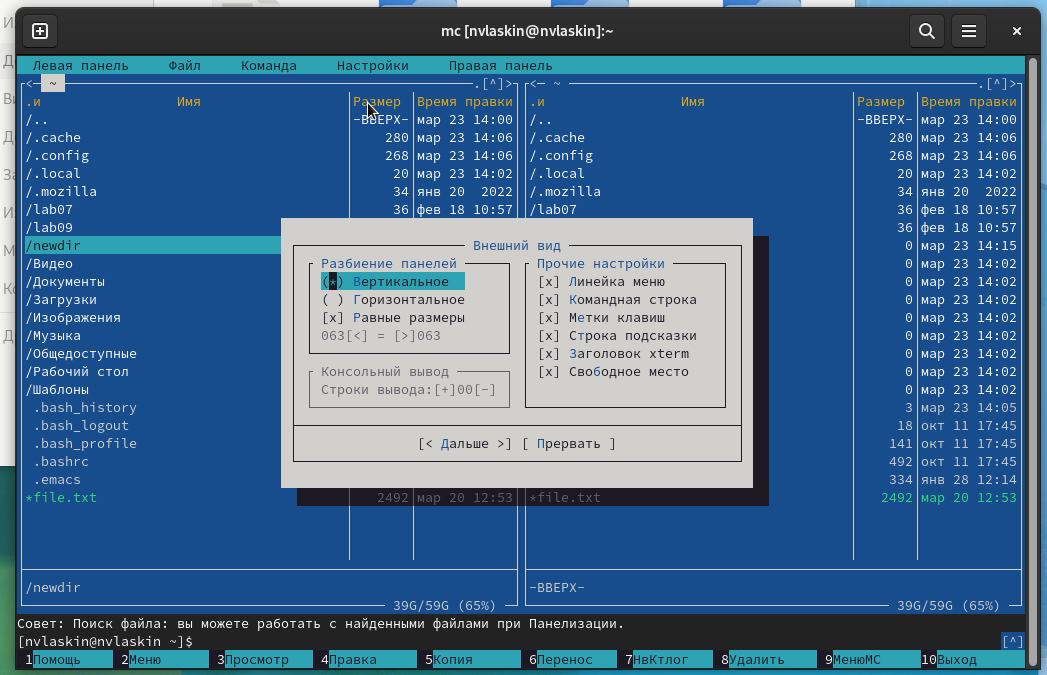 mc [nvlaskin@nvlaskin]:~
Левая панель Файл Команда Настройки Правая панель
<— ~ .[^]> <— ~ .[^]>
.и Имя Размер Время правки .и Имя Размер Время правки
/.. -ВВЕРХ- мар 23 14:00 /.. -ВВЕРХ- мар 23 14:00
/.cache 280 мар 23 14:06 /.cache 280 мар 23 14:06
/.config 268 мар 23 14:06 /.config 268 мар 23 14:06
/.local 20 мар 23 14:02 /.local 20 мар 23 14:02
/.mozilla 34 янв 20 2022 /.mozilla 34 янв 20 2022
/lab07 36 фев 18 10:57 /lab07 36 фев 18 10:57
/lab09 36 фев 18 10:57
/newdir Внешний вид 0 мар 23 14:15
/Видео Разбиение панелей Прочие настройки 0 мар 23 14:02
/Документы (*) Вертикальное [x] Линейка меню 0 мар 23 14:02
/Загрузки ( ) Горизонтальное [x] Командная строка 0 мар 23 14:02
/Изображения [x] Равные размеры [x] Метки клавиш 0 мар 23 14:02
/Музыка 063[<] = [>]063 [x] Строка подсказки 0 мар 23 14:02
/Общедоступные [x] Заголовок xterm 0 мар 23 14:02
/Рабочий стол Консольный вывод [x] Свободное место 0 мар 23 14:02
/Шаблоны Строки вывода:[+]00[-] 0 мар 23 14:02
.bash_history 3 мар 23 14:05
.bash_logout 18 окт 11 17:45
.bash_profile [< Дальше >] [ Прервать ] 141 окт 11 17:45
.bashrc 492 окт 11 17:45
.emacs 334 янв 28 12:14
*file.txt 2492 мар 20 12:53 *file.txt 2492 мар 20 12:53
/newdir -ВВЕРХ-
39G/59G (65%) 39G/59G (65%)
Совет: Поиск файла: вы можете работать с найденными файлами при Панелизации.
[nvlaskin@nvlaskin ~]$ [^]
1Помощь 2Меню 3Просмотр 4Правка 5Копия 6Перенос 7НвКтлог 8Удалить 9МенюМС 10Выход